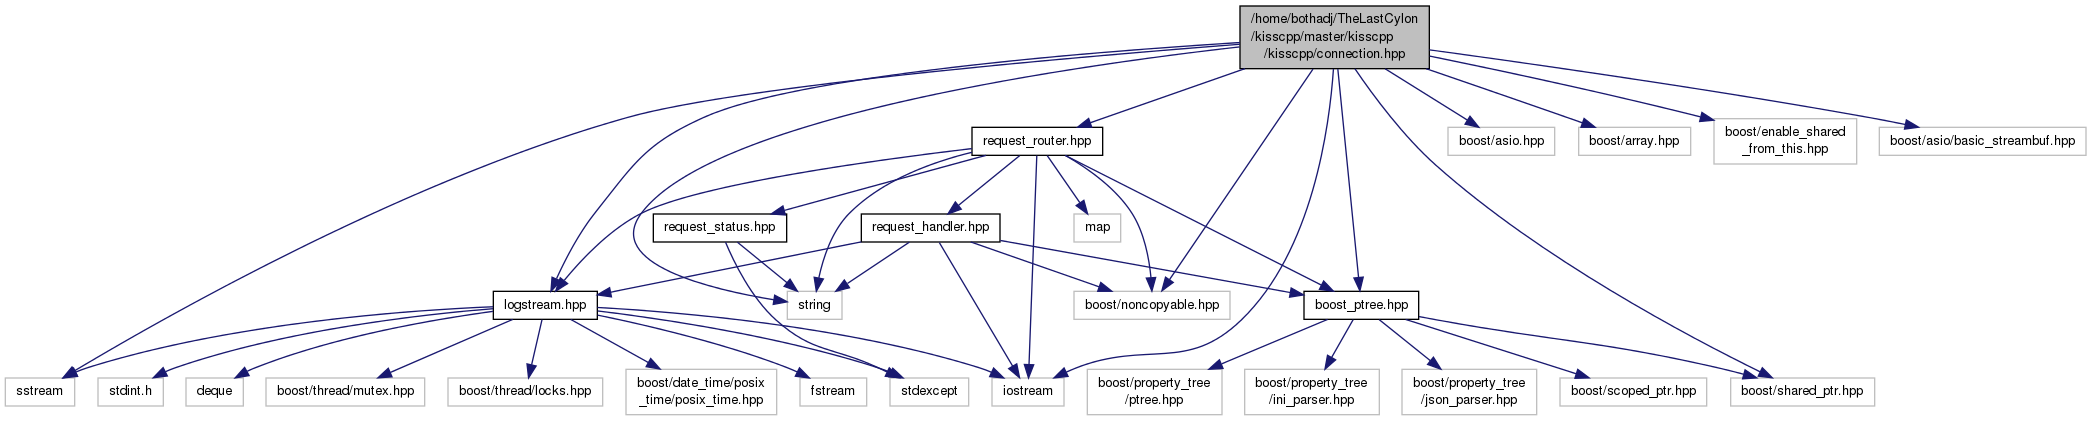 /home/bothadj/TheLastCylon
/kisscpp/master/kisscpp
/kisscpp/connection.hpp
request_router.hpp
boost/asio.hpp
boost/array.hpp
boost/enable_shared
_from_this.hpp
boost/asio/basic_streambuf.hpp
request_status.hpp
request_handler.hpp
map
logstream.hpp
string
boost/noncopyable.hpp
boost_ptree.hpp
sstream
stdint.h
deque
boost/thread/mutex.hpp
boost/thread/locks.hpp
boost/date_time/posix
_time/posix_time.hpp
fstream
stdexcept
iostream
boost/property_tree
/ptree.hpp
boost/property_tree
/ini_parser.hpp
boost/property_tree
/json_parser.hpp
boost/scoped_ptr.hpp
boost/shared_ptr.hpp